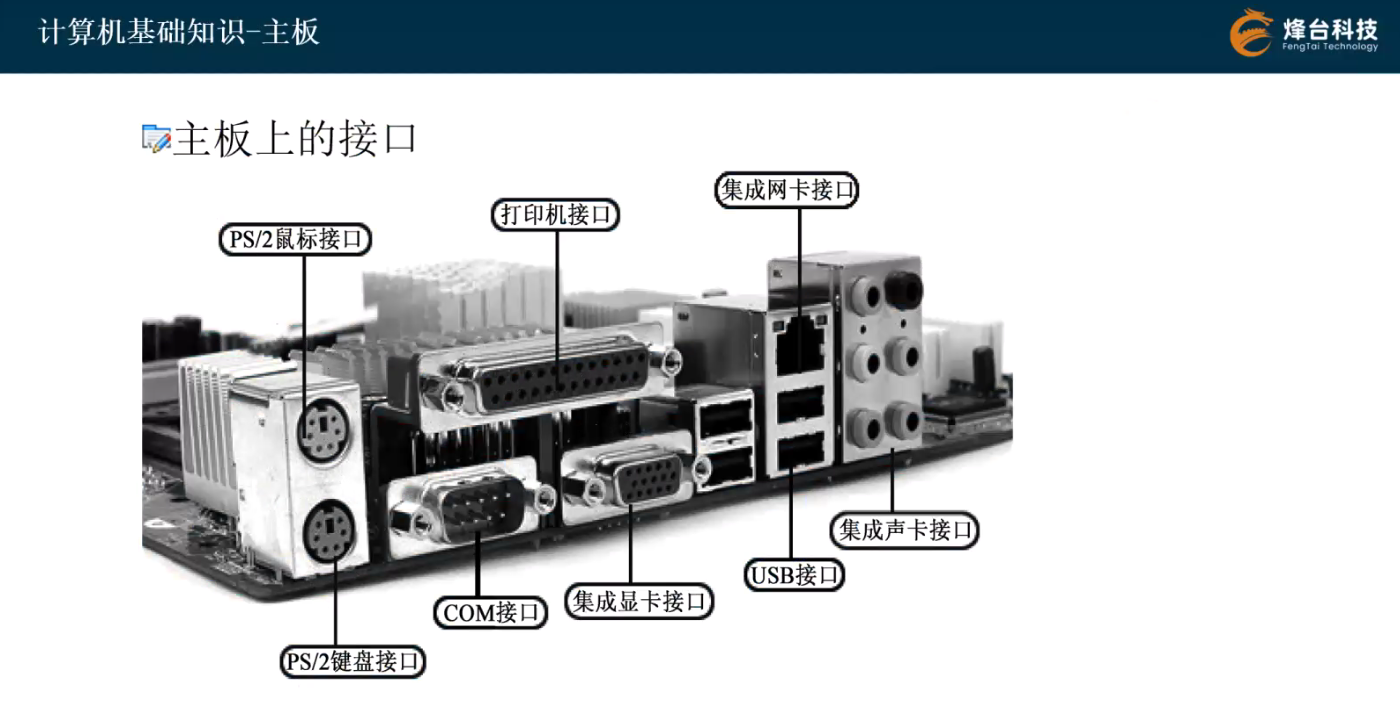 计算机基础知识-主板
烽台科技
FengTai Technology
主板上的接口
集成网卡接口
打印机接口
PS/2鼠标接口
集成声卡接口
USB接口
集成显卡接口
COM接口
PS/2键盘接口